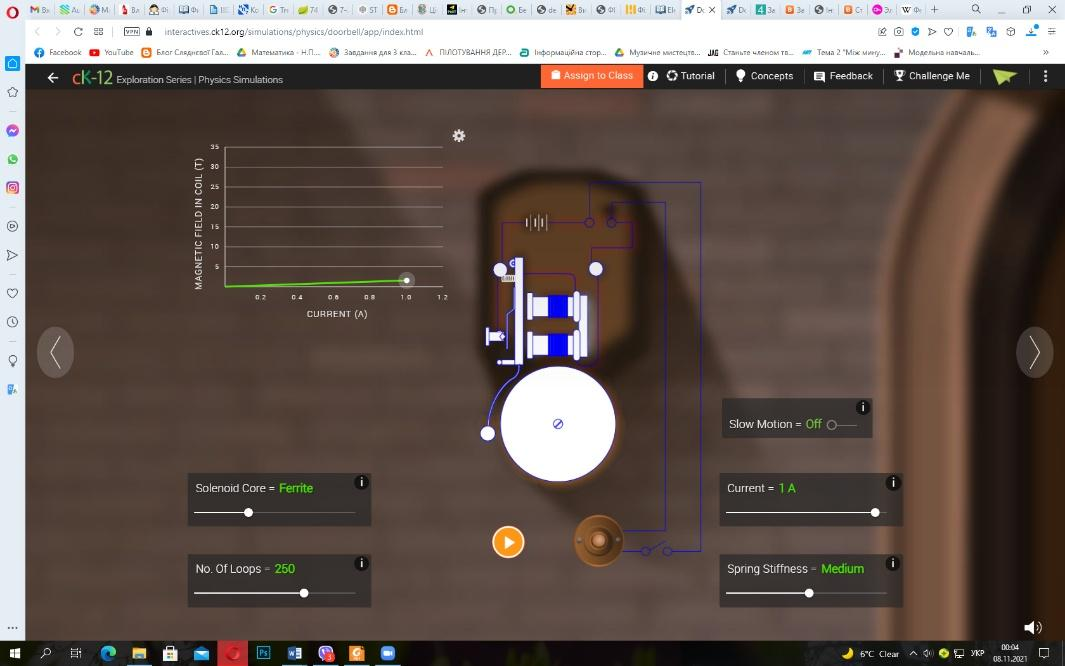 VPN interactives.ck12.org/simulations/physics/doorbell/app/index.html
Facebook YouTube Блог Слядневої Гал... Математика - Н.П... Завдання для 3 клас... ПІЛОТУВАННЯ ДЕР... Інформаційна стор... Музичне мистецтв... Станьте членом тв... Тема 2 "Між мину... Модельна навчаль...
ck-12 Exploration Series | Physics Simulations Assign to Class i Tutorial Concepts Feedback Challenge Me
MAGNETIC FIELD IN COIL (T)
35
30
25
20
15
10
5
0.2 0.4 0.6 0.8 1.0 1.2
CURRENT (A)
Slow Motion = Off i
Solenoid Core = Ferrite i
Current = 1 A i
No. Of Loops = 250 i
Spring Stiffness = Medium i
6°C Clear УКР 00:04
08.11.2021